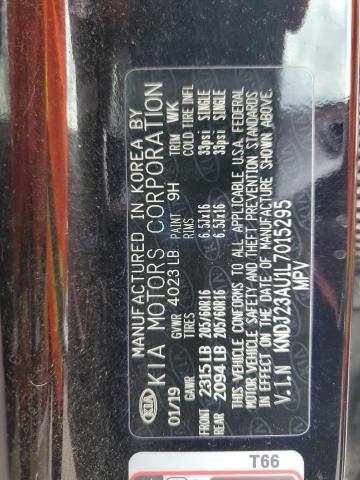 MANUFACTURED IN KOREA BY
KIA KIA MOTORS CORPORATION
01/19 GVWR 4023 LB PAINT 9H TRIM WK
GAWR TIRES RIMS COLD TIRE INFL
FRONT 2315 LB 205/60R16 6.5Jx16 33psi SINGLE
REAR 2094 LB 205/60R16 6.5Jx16 33psi SINGLE
THIS VEHICLE CONFORMS TO ALL APPLICABLE U.S.A. FEDERAL
MOTOR VEHICLE SAFETY AND THEFT PREVENTION STANDARDS
IN EFFECT ON THE DATE OF MANUFACTURE SHOWN ABOVE.
V.I.N KNDJ23AU1L7015295
MPV
T66